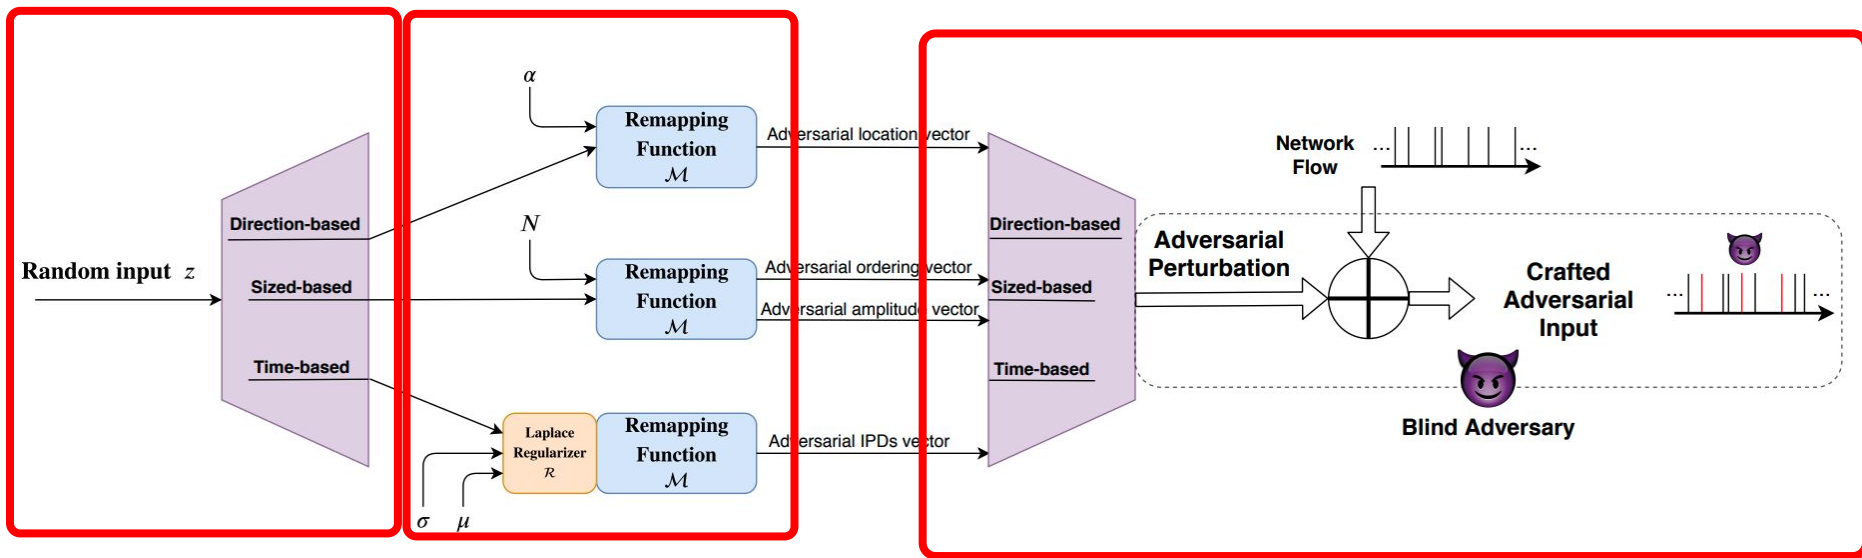 Random input z
Direction-based
Sized-based
Time-based
α
Remapping
Function
ℳ
N
Remapping
Function
ℳ
Laplace
Regularizer
ℛ
Remapping
Function
ℳ
σ
μ
Adversarial location vector
Adversarial ordering vector
Adversarial amplitude vector
Adversarial IPDs vector
Direction-based
Sized-based
Time-based
Adversarial
Perturbation
Network
Flow
...
...
Crafted
Adversarial
Input
...
...
Blind Adversary